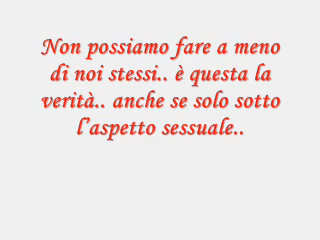 Non possiamo fare a meno
di noi stessi.. è questa la
verità.. anche se solo sotto
l'aspetto sessuale..